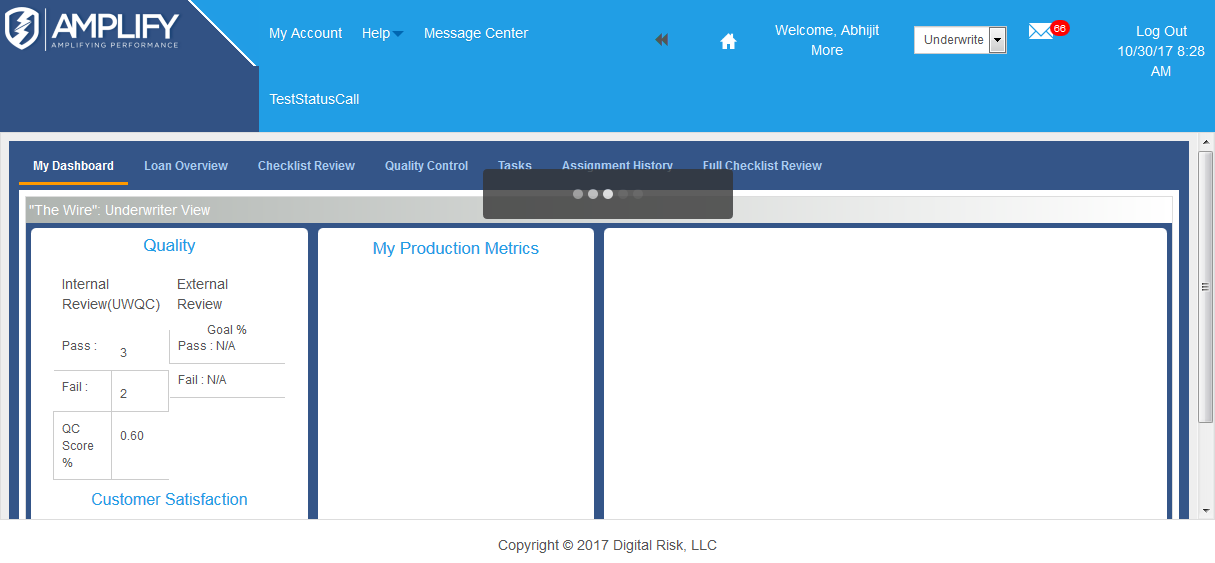 AMPLIFY
AMPLIFYING PERFORMANCE
My Account
Help
Message Center
Welcome, Abhijit
More
Underwrite
66
Log Out
10/30/17 8:28
AM
TestStatusCall
My Dashboard
Loan Overview
Checklist Review
Quality Control
Tasks
Assignment History
Full Checklist Review
"The Wire": Underwriter View
Quality
Internal
Review(UWQC)
External
Review
Goal %
Pass :
3
Pass : N/A
Fail :
2
Fail : N/A
QC
Score
%
0.60
Customer Satisfaction
My Production Metrics
Copyright © 2017 Digital Risk, LLC